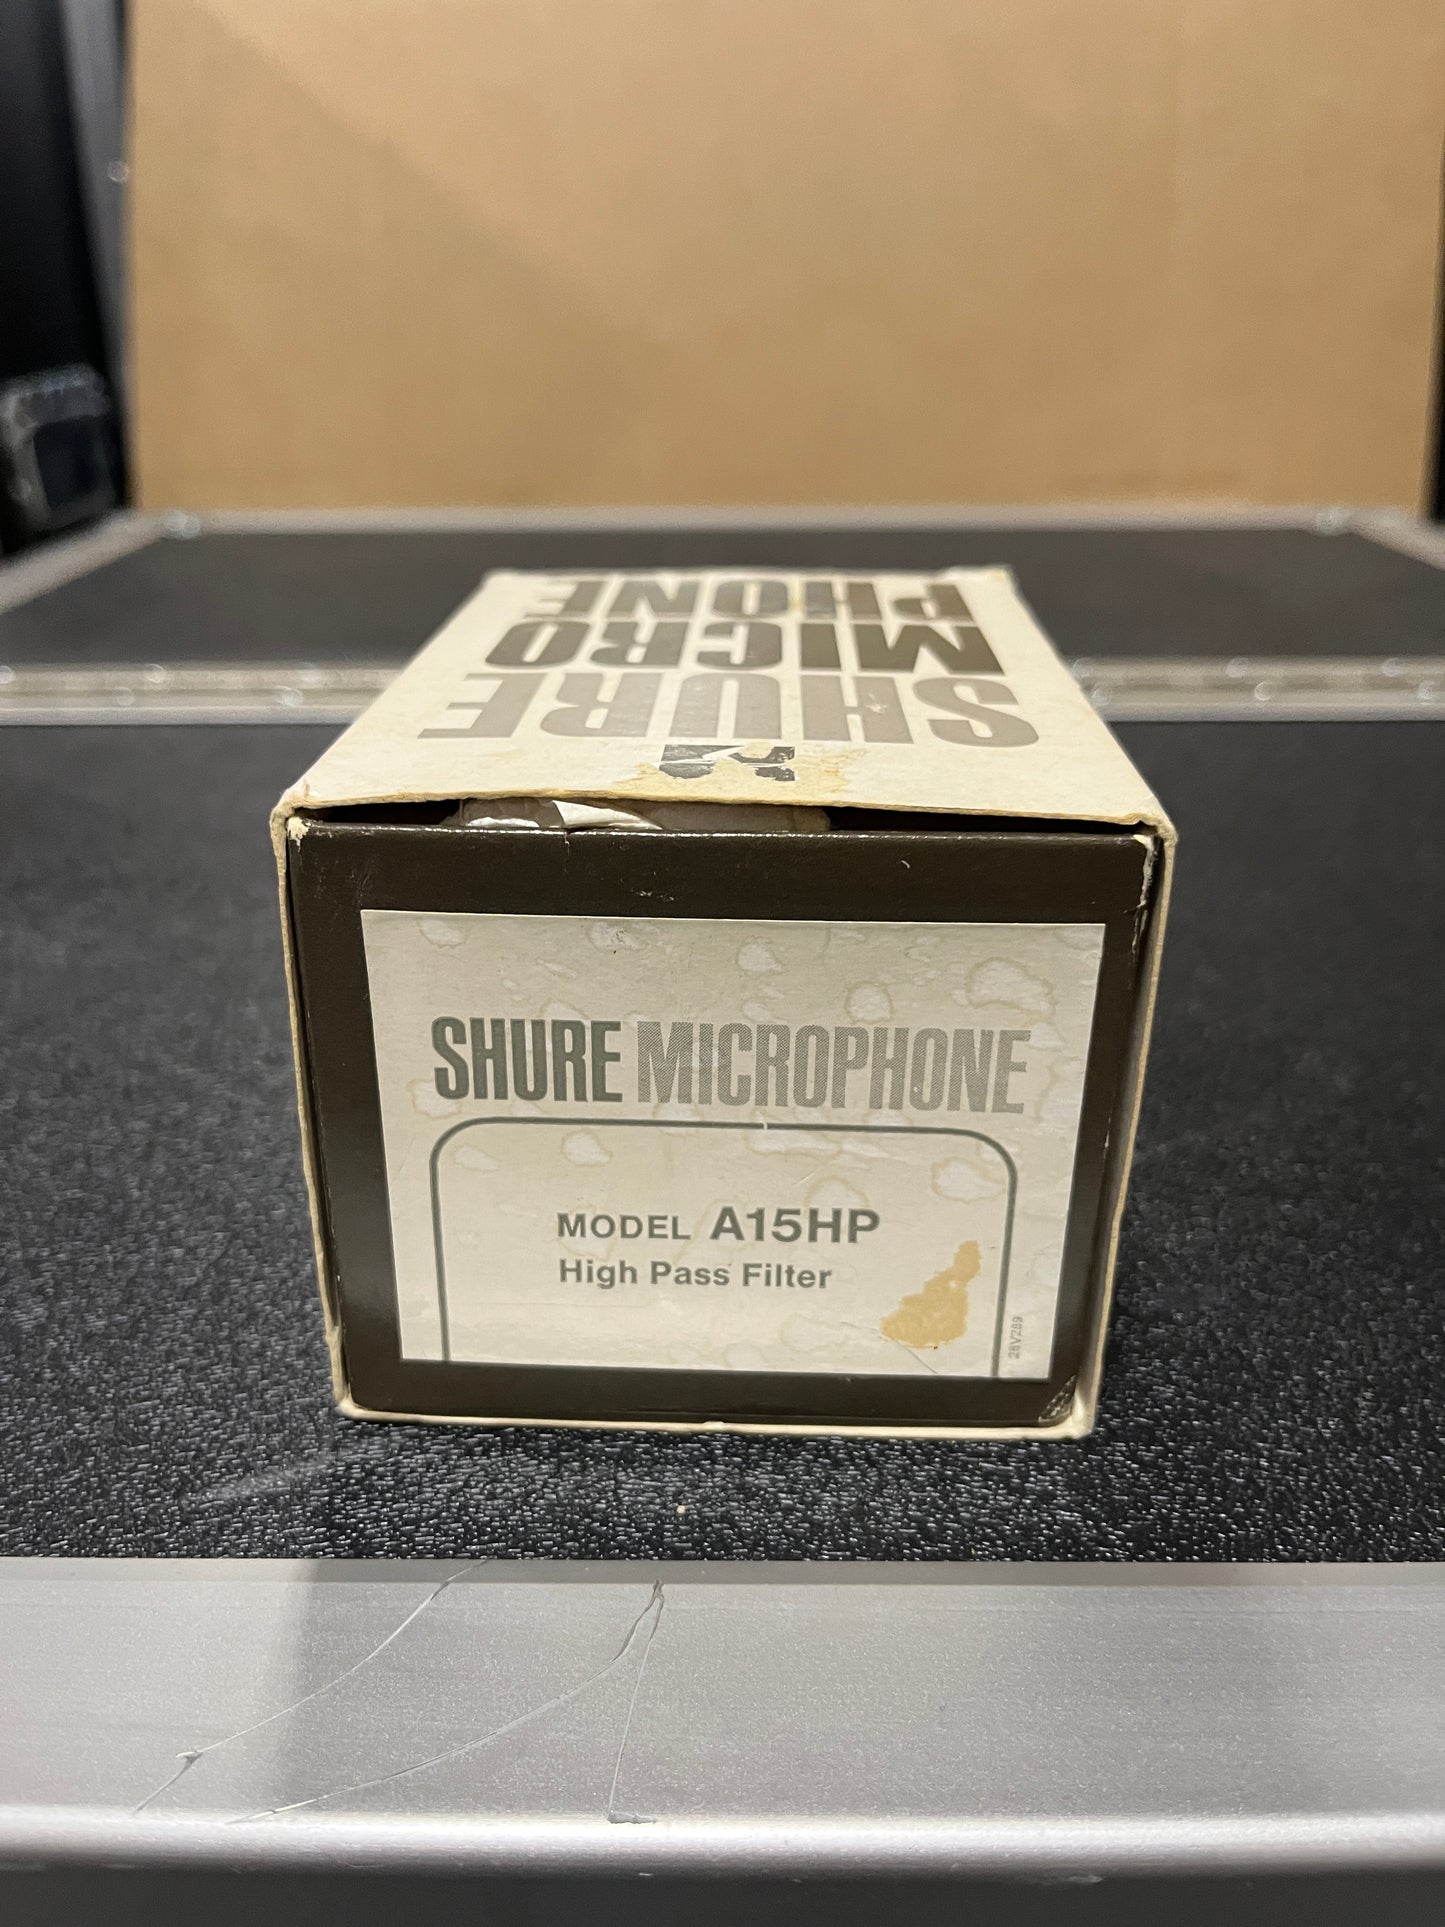 SHURE
MICRO
PHONE
SHURE MICROPHONE
MODEL A15HP
High Pass Filter
26V289